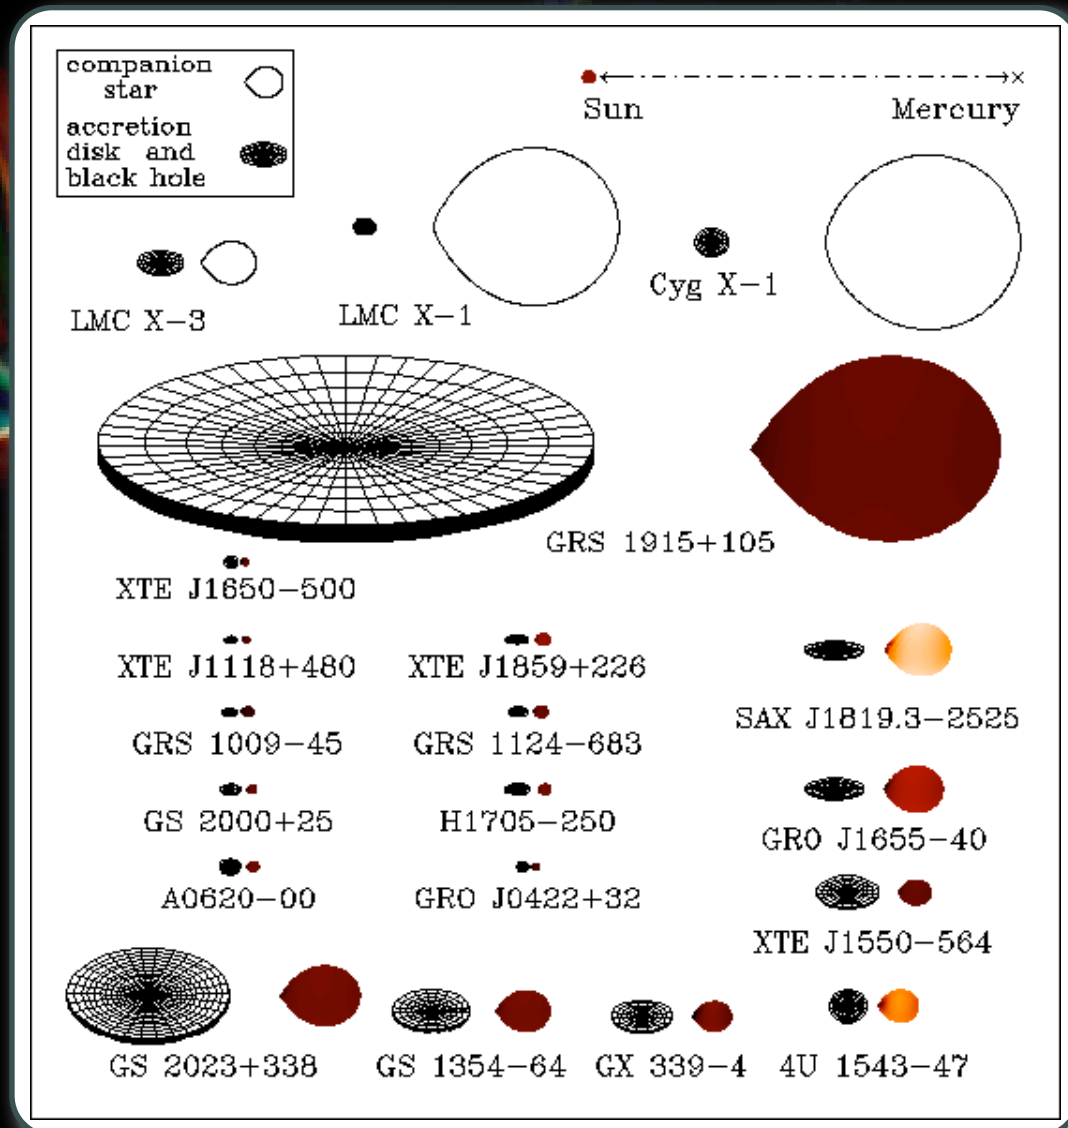 companion
star
accretion
disk and
black hole
Sun
Mercury
LMC X-3
LMC X-1
Cyg X-1
GRS 1915+105
XTE J1650-500
XTE J1118+480
XTE J1859+226
SAX J1819.3-2525
GRS 1009-45
GRS 1124-683
GS 2000+25
H1705-250
GRO J1655-40
A0620-00
GRO J0422+32
XTE J1550-564
GS 2023+338
GS 1354-64
GX 339-4
4U 1543-47